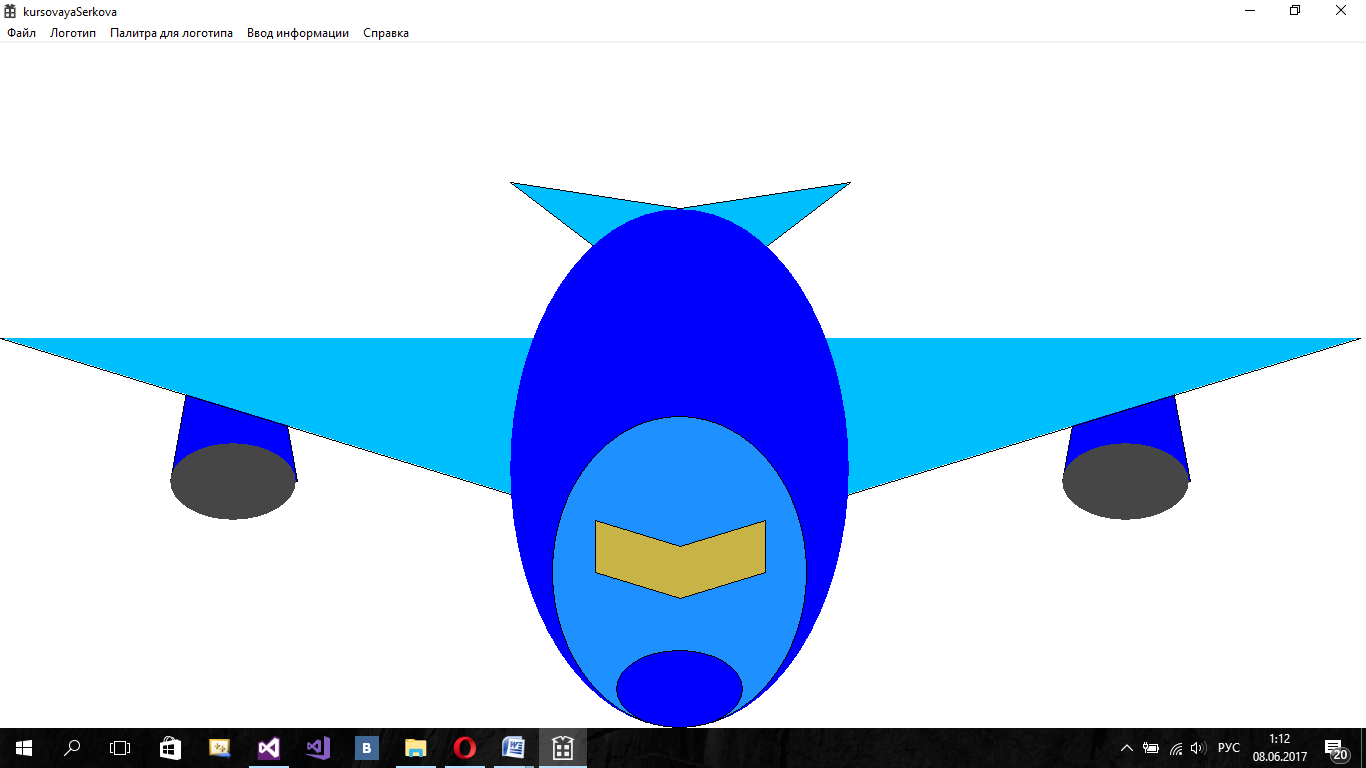 kursovayaSerkova
Файл Логотип Палитра для логотипа Ввод информации Справка
B W РУС 1:12
08.06.2017 20